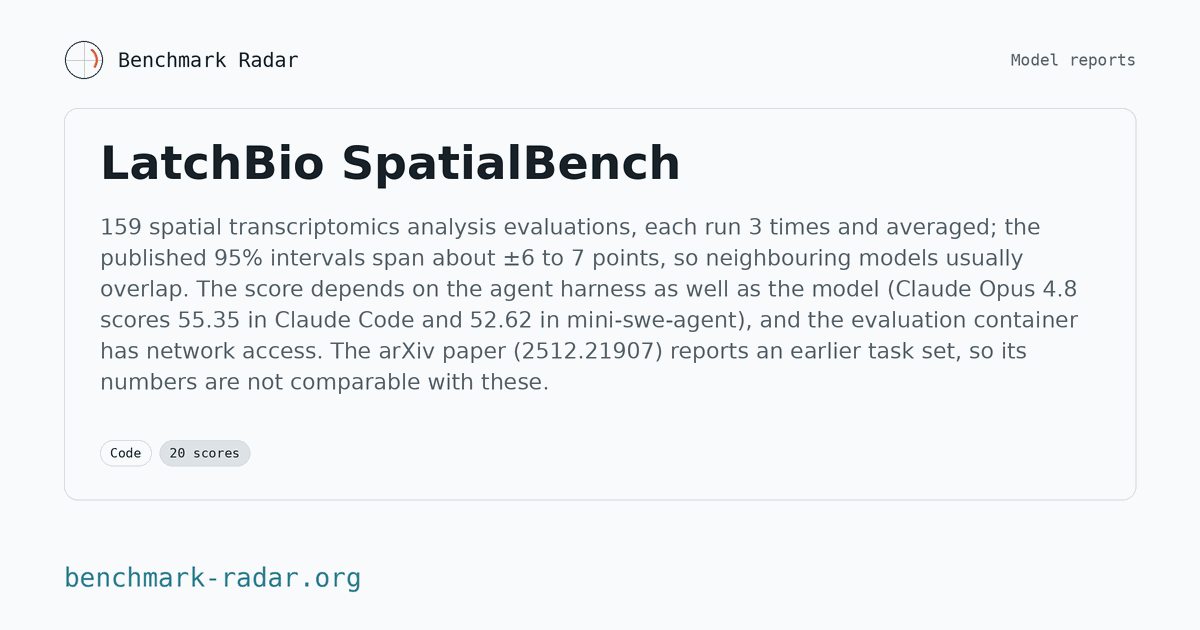 Benchmark Radar
Model reports
LatchBio SpatialBench
159 spatial transcriptomics analysis evaluations, each run 3 times and averaged; the
published 95% intervals span about ±6 to 7 points, so neighbouring models usually
overlap. The score depends on the agent harness as well as the model (Claude Opus 4.8
scores 55.35 in Claude Code and 52.62 in mini-swe-agent), and the evaluation container
has network access. The arXiv paper (2512.21907) reports an earlier task set, so its
numbers are not comparable with these.
Code
20 scores
benchmark-radar.org